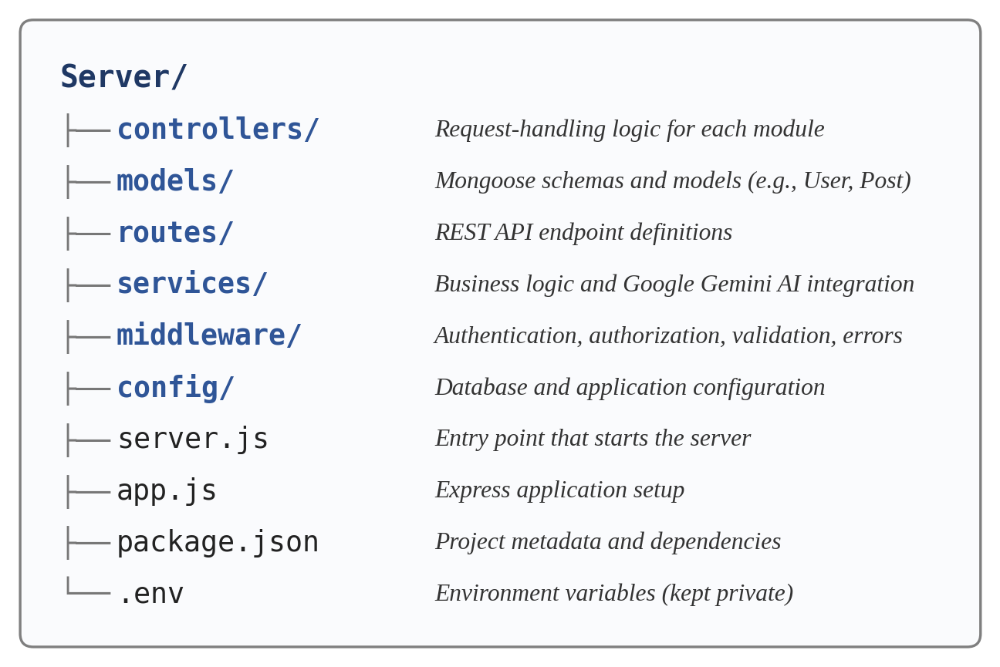 Server/
├── controllers/ Request-handling logic for each module
├── models/ Mongoose schemas and models (e.g., User, Post)
├── routes/ REST API endpoint definitions
├── services/ Business logic and Google Gemini AI integration
├── middleware/ Authentication, authorization, validation, errors
├── config/ Database and application configuration
├── server.js Entry point that starts the server
├── app.js Express application setup
├── package.json Project metadata and dependencies
└── .env Environment variables (kept private)